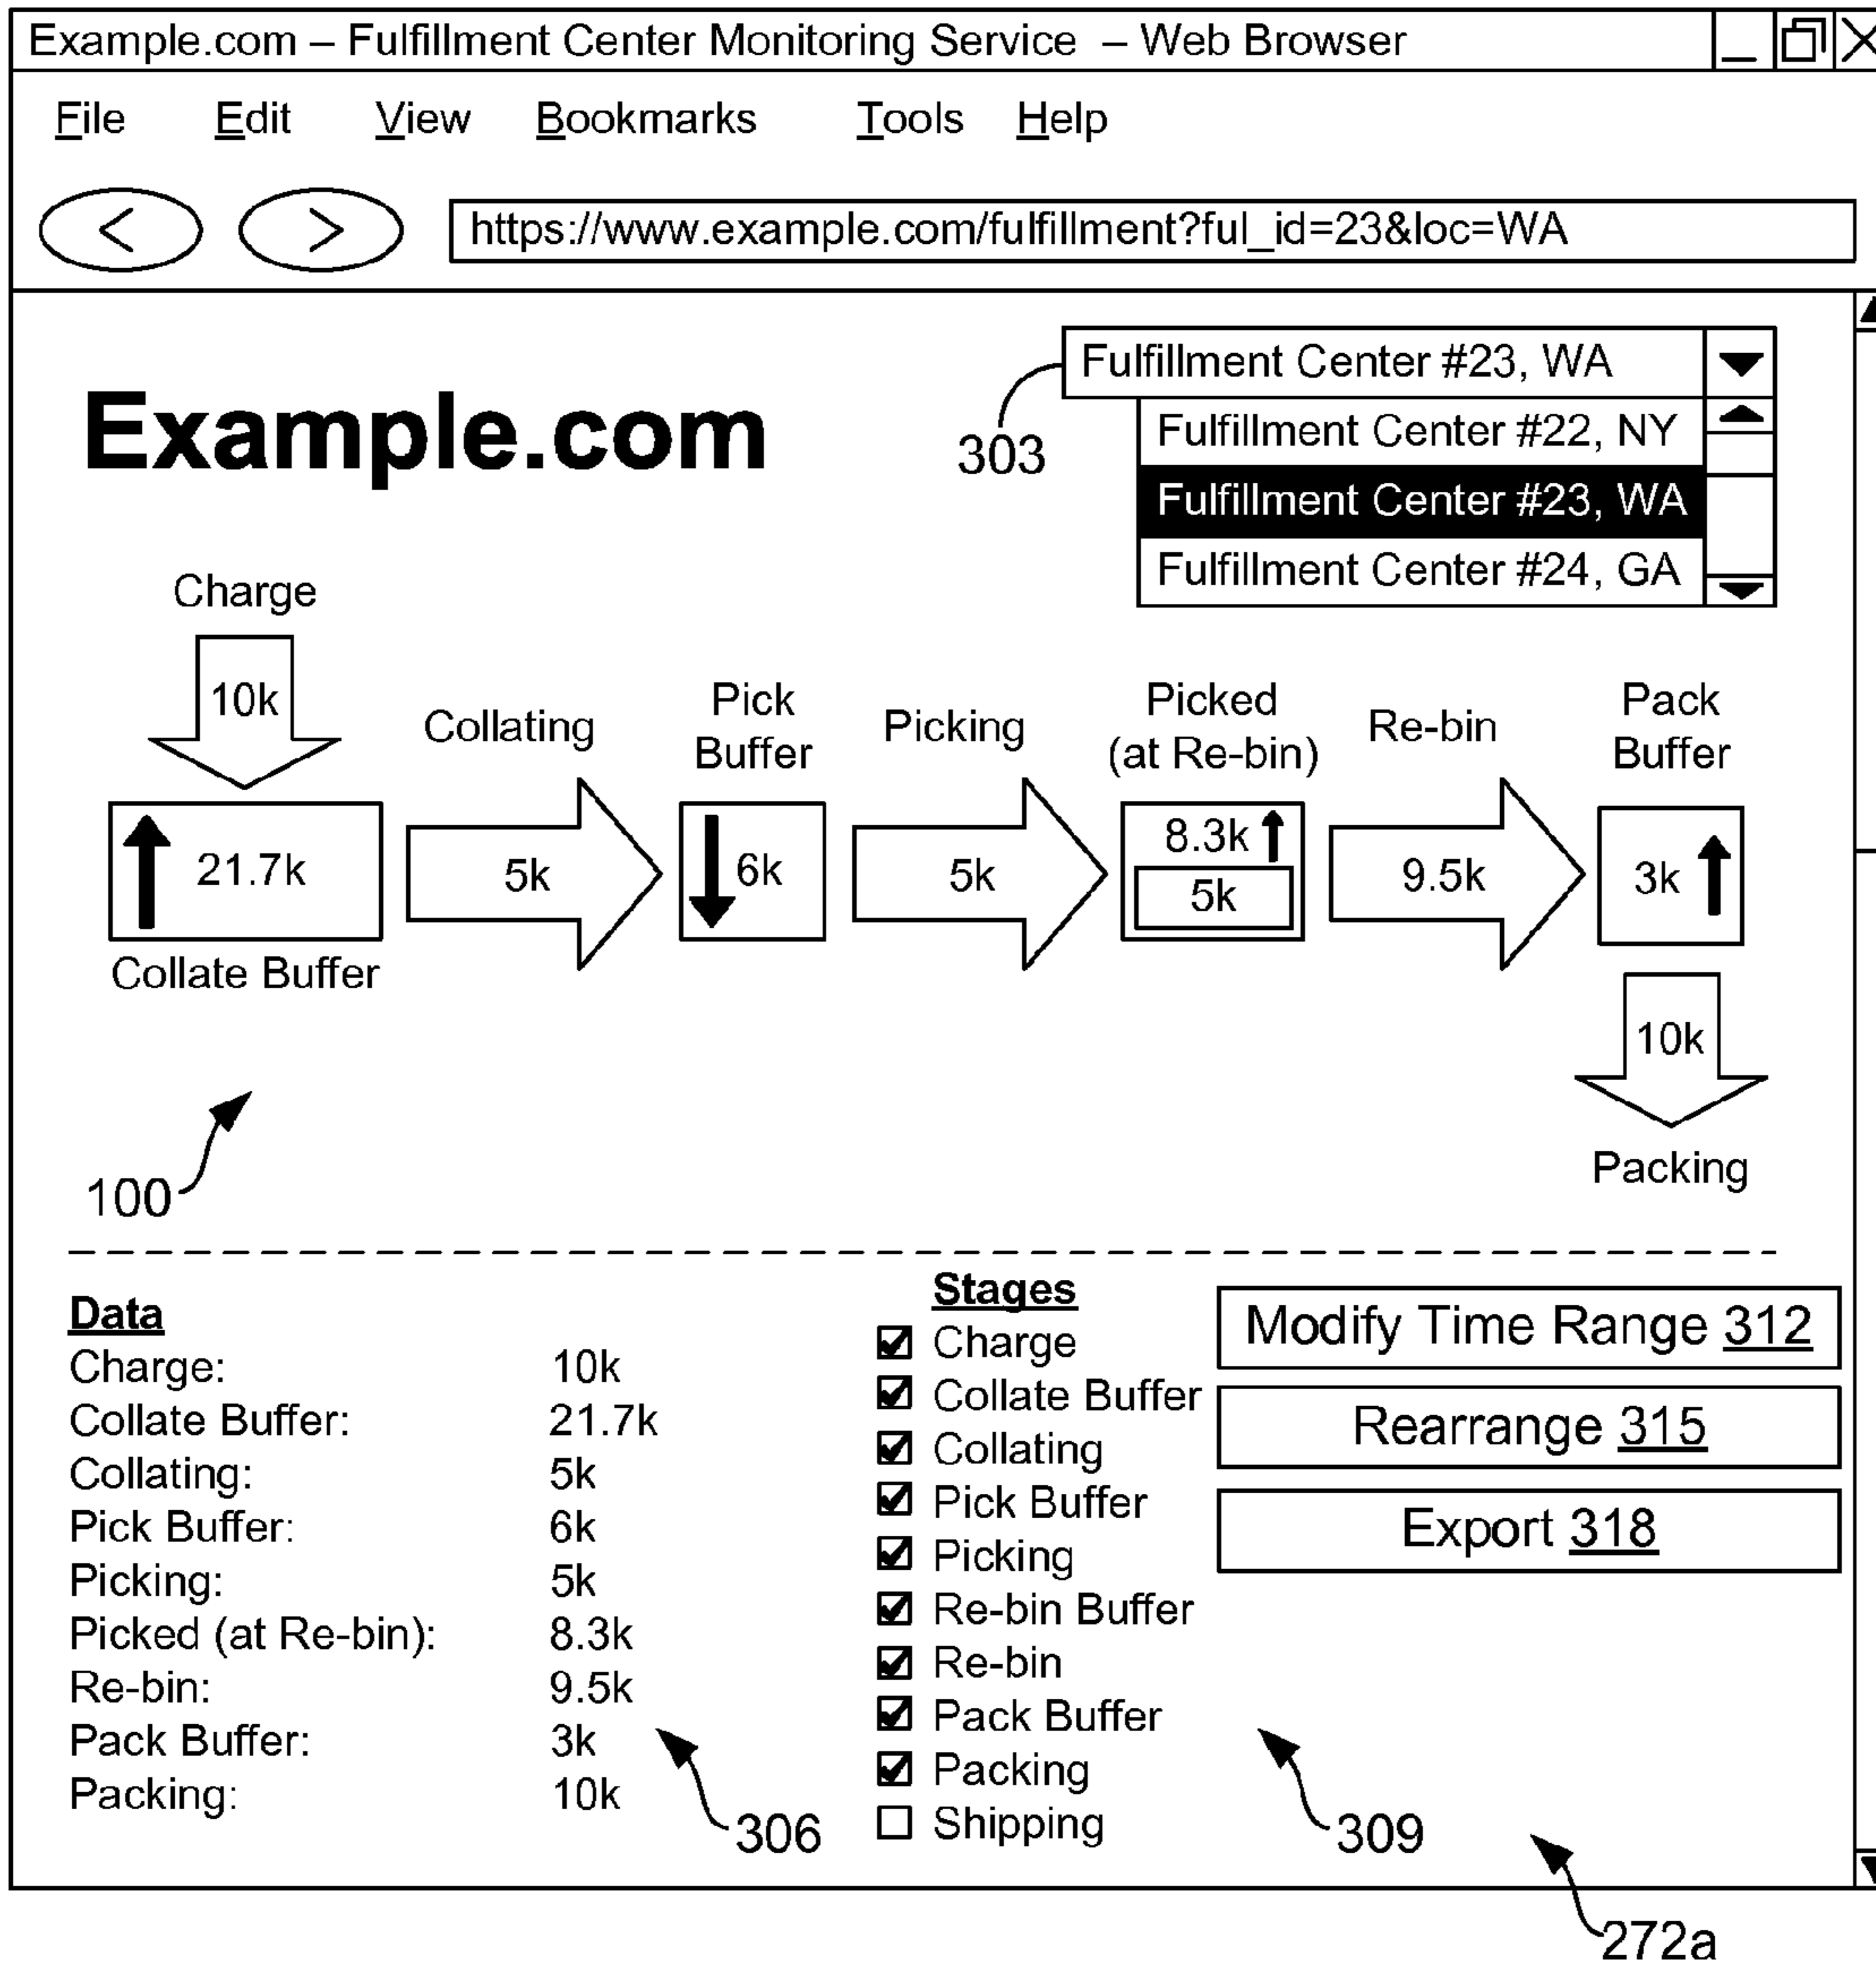 Example.com – Fulfillment Center Monitoring Service – Web Browser
File Edit View Bookmarks Tools Help
< > https://www.example.com/fulfillment?ful_id=23&loc=WA
Fulfillment Center #23, WA
Example.com
303
Fulfillment Center #22, NY
Fulfillment Center #23, WA
Fulfillment Center #24, GA
Charge
10k
Collating
Pick
Buffer
Picking
Picked
(at Re-bin)
Re-bin
Pack
Buffer
21.7k
5k
6k
5k
8.3k
5k
9.5k
3k
Collate Buffer
10k
Packing
100
Data
Charge: 10k
Collate Buffer: 21.7k
Collating: 5k
Pick Buffer: 6k
Picking: 5k
Picked (at Re-bin): 8.3k
Re-bin: 9.5k
Pack Buffer: 3k
Packing: 10k
306
Stages
Charge
Collate Buffer
Collating
Pick Buffer
Picking
Re-bin Buffer
Re-bin
Pack Buffer
Packing
Shipping
309
Modify Time Range 312
Rearrange 315
Export 318
272a